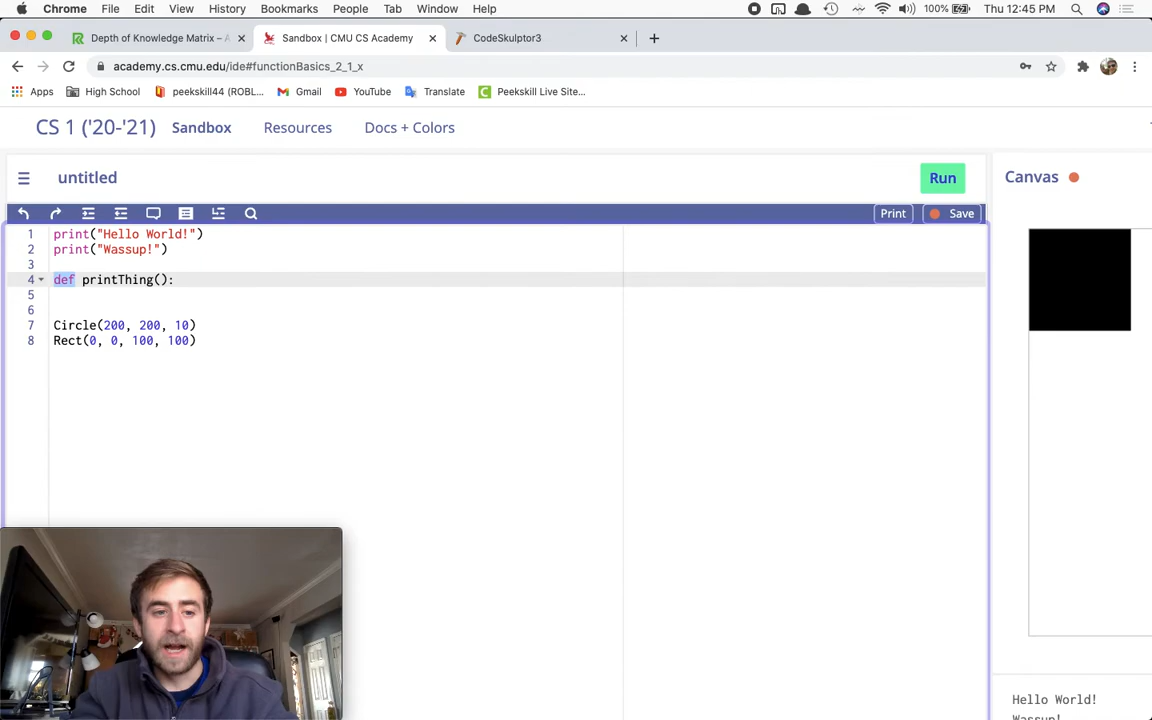 Chrome File Edit View History Bookmarks People Tab Window Help 100% Thu 12:45 PM
Depth of Knowledge Matrix – A Sandbox | CMU CS Academy CodeSkulptor3
academy.cs.cmu.edu/ide#functionBasics_2_1_x
Apps High School peekskill44 (ROBL... Gmail YouTube Translate Peekskill Live Site...
CS 1 ('20-'21) Sandbox Resources Docs + Colors
untitled Run Canvas
Print Save
1 print("Hello World!")
2 print("Wassup!")
3
4 def printThing():
5
6
7 Circle(200, 200, 10)
8 Rect(0, 0, 100, 100)
Hello World!
Wassup!